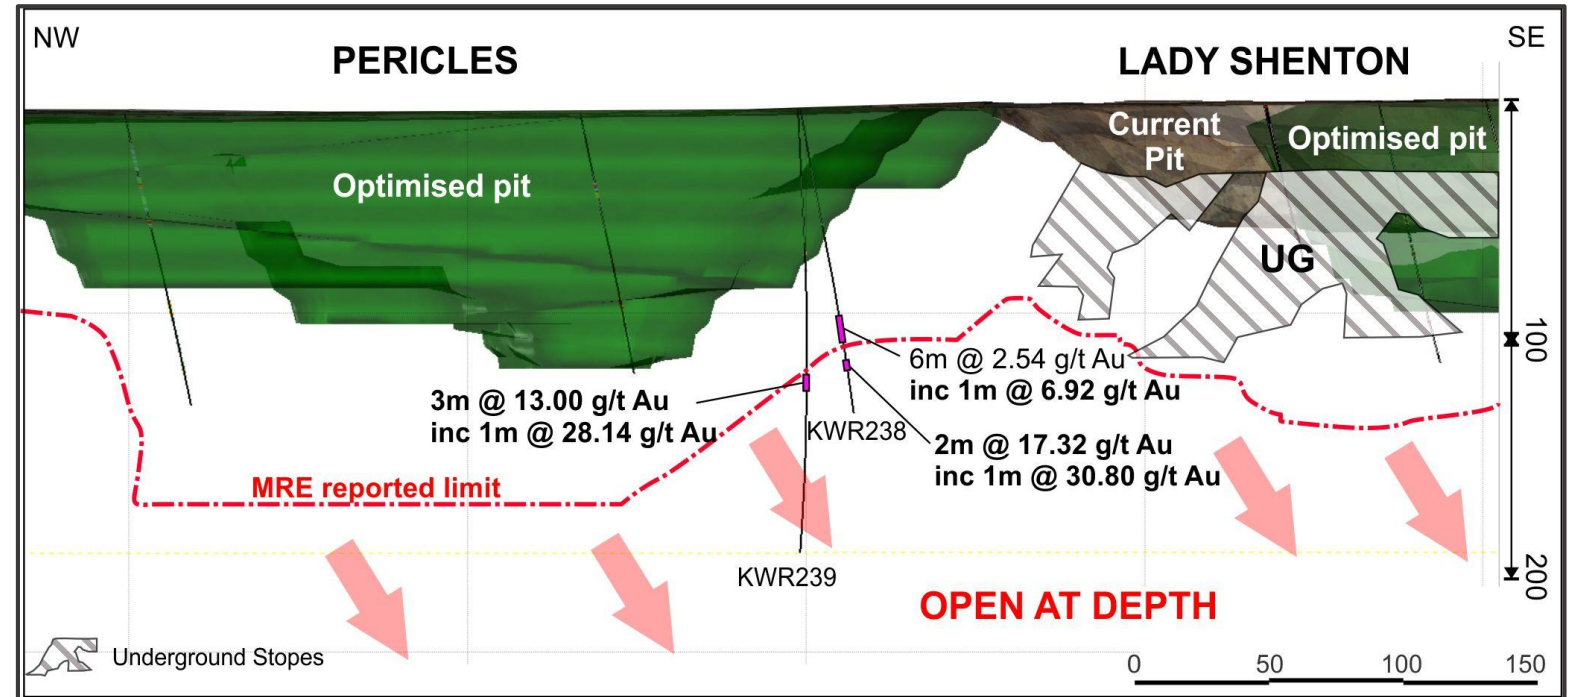 NW
SE
PERICLES
LADY SHENTON
Current
Pit
Optimised pit
Optimised pit
UG
100
6m @ 2.54 g/t Au
inc 1m @ 6.92 g/t Au
3m @ 13.00 g/t Au
inc 1m @ 28.14 g/t Au
KWR238
2m @ 17.32 g/t Au
inc 1m @ 30.80 g/t Au
MRE reported limit
KWR239
200
OPEN AT DEPTH
Underground Stopes
0 50 100 150